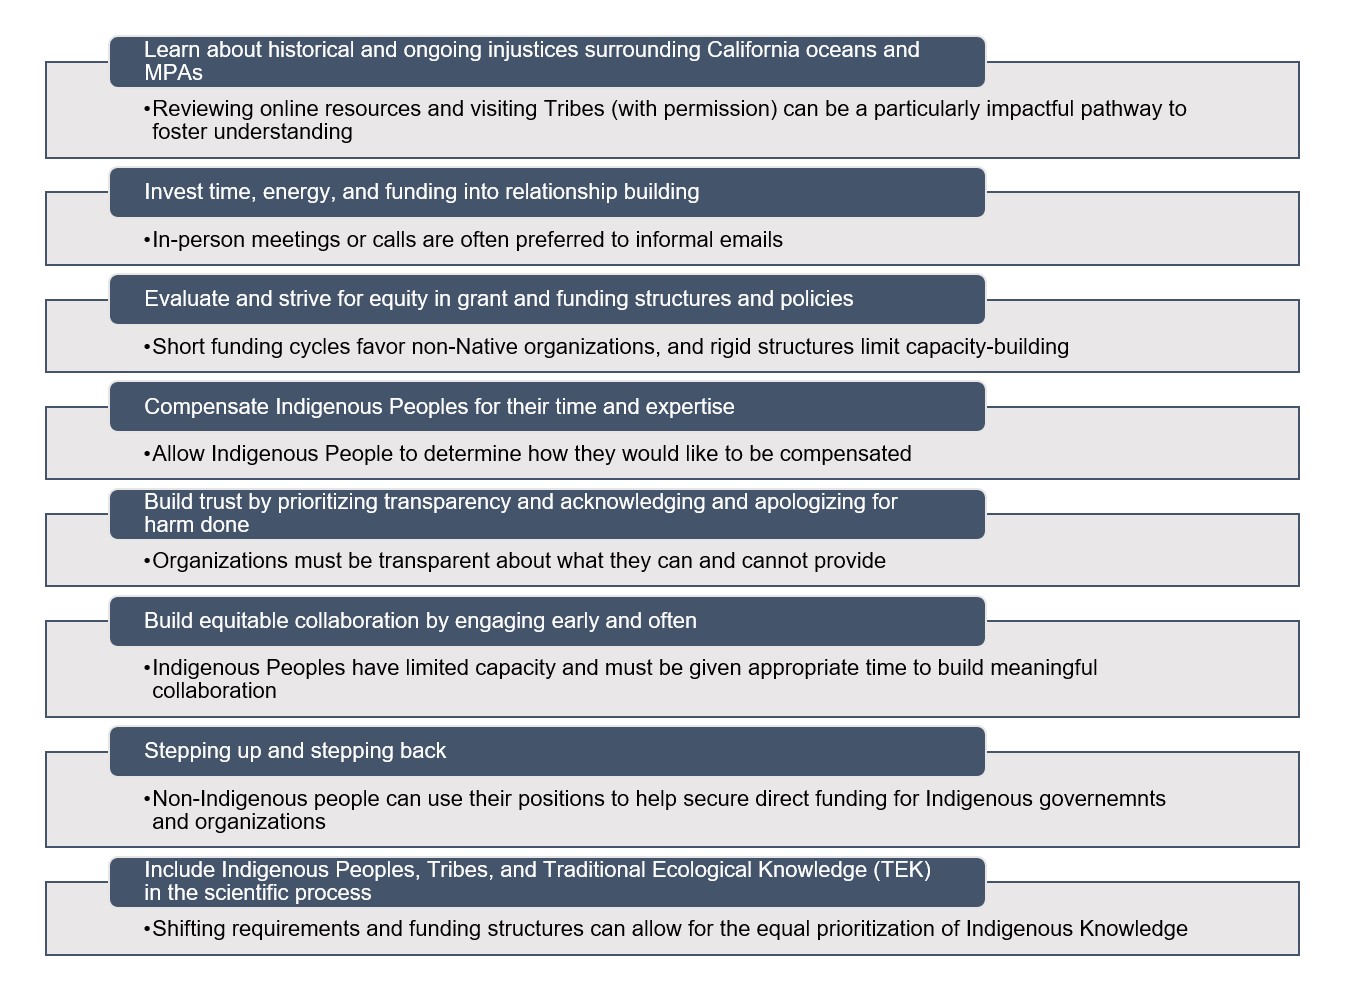 Learn about historical and ongoing injustices surrounding California oceans and
MPAs
•Reviewing online resources and visiting Tribes (with permission) can be a particularly impactful pathway to
foster understanding
Invest time, energy, and funding into relationship building
•In-person meetings or calls are often preferred to informal emails
Evaluate and strive for equity in grant and funding structures and policies
•Short funding cycles favor non-Native organizations, and rigid structures limit capacity-building
Compensate Indigenous Peoples for their time and expertise
•Allow Indigenous People to determine how they would like to be compensated
Build trust by prioritizing transparency and acknowledging and apologizing for
harm done
•Organizations must be transparent about what they can and cannot provide
Build equitable collaboration by engaging early and often
•Indigenous Peoples have limited capacity and must be given appropriate time to build meaningful
collaboration
Stepping up and stepping back
•Non-Indigenous people can use their positions to help secure direct funding for Indigenous governemnts
and organizations
Include Indigenous Peoples, Tribes, and Traditional Ecological Knowledge (TEK)
in the scientific process
•Shifting requirements and funding structures can allow for the equal prioritization of Indigenous Knowledge